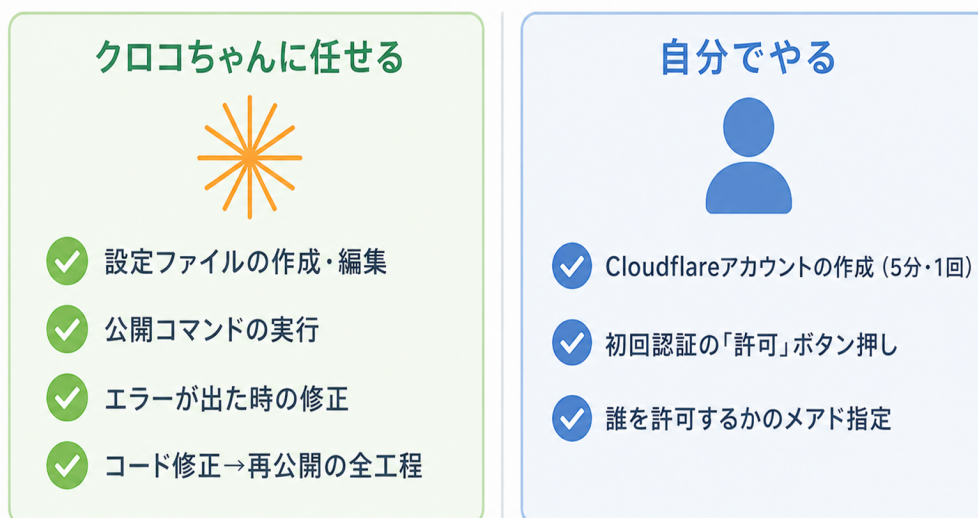 クロコちゃんに任せる
設定ファイルの作成・編集
公開コマンドの実行
エラーが出た時の修正
コード修正→再公開の全工程
自分でやる
Cloudflareアカウントの作成（5分・1回）
初回認証の「許可」ボタン押し
誰を許可するかのメアド指定